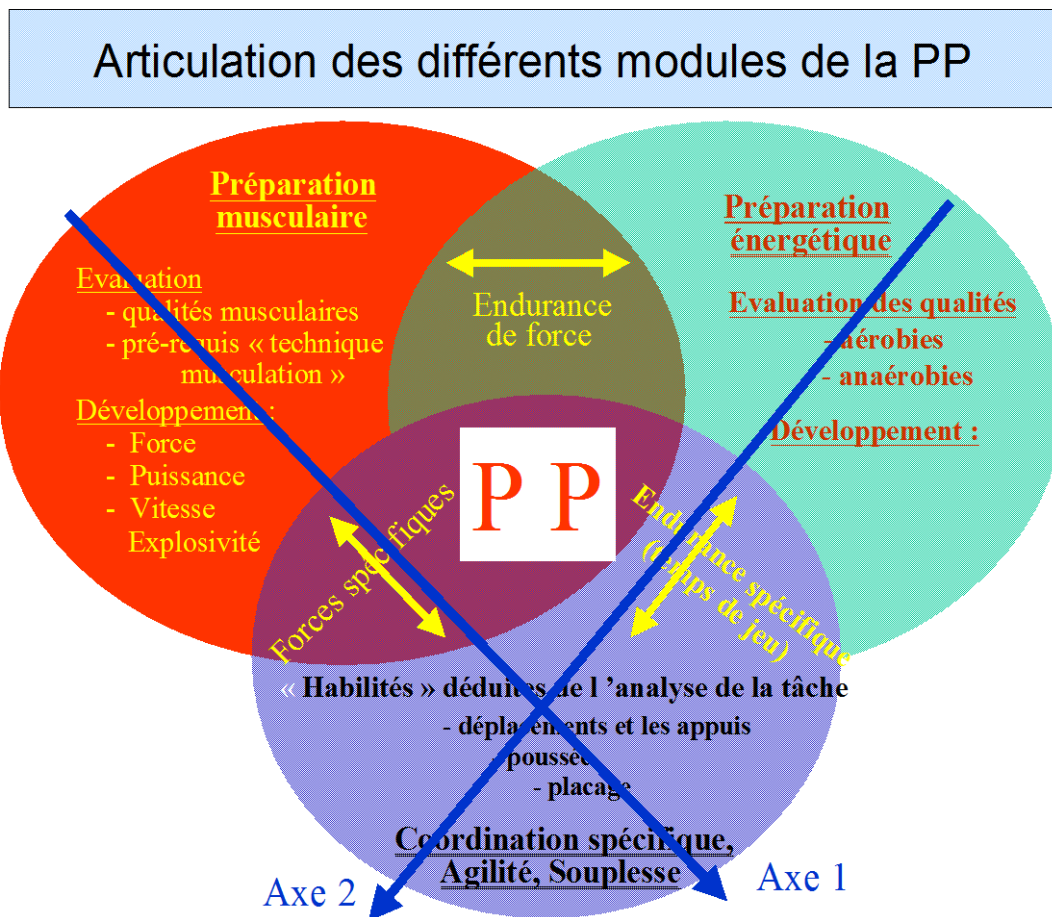 Articulation des différents modules de la PP
Préparation
musculaire
Evaluation
- qualités musculaires
- pré-requis « technique
musculation »
Développement :
- Force
- Puissance
- Vitesse
Explosivité
Endurance
de force
Préparation
énergétique
Evaluation des qualités
- aérobies
- anaérobies
Développement :
P P
Forces spécifiques
Endurance spécifique
(temps de jeu)
« Habilités » déduites de l ’analyse de la tâche
- déplacements et les appuis
- poussée
- placage
Coordination spécifique,
Agilité, Souplesse
Axe 2
Axe 1